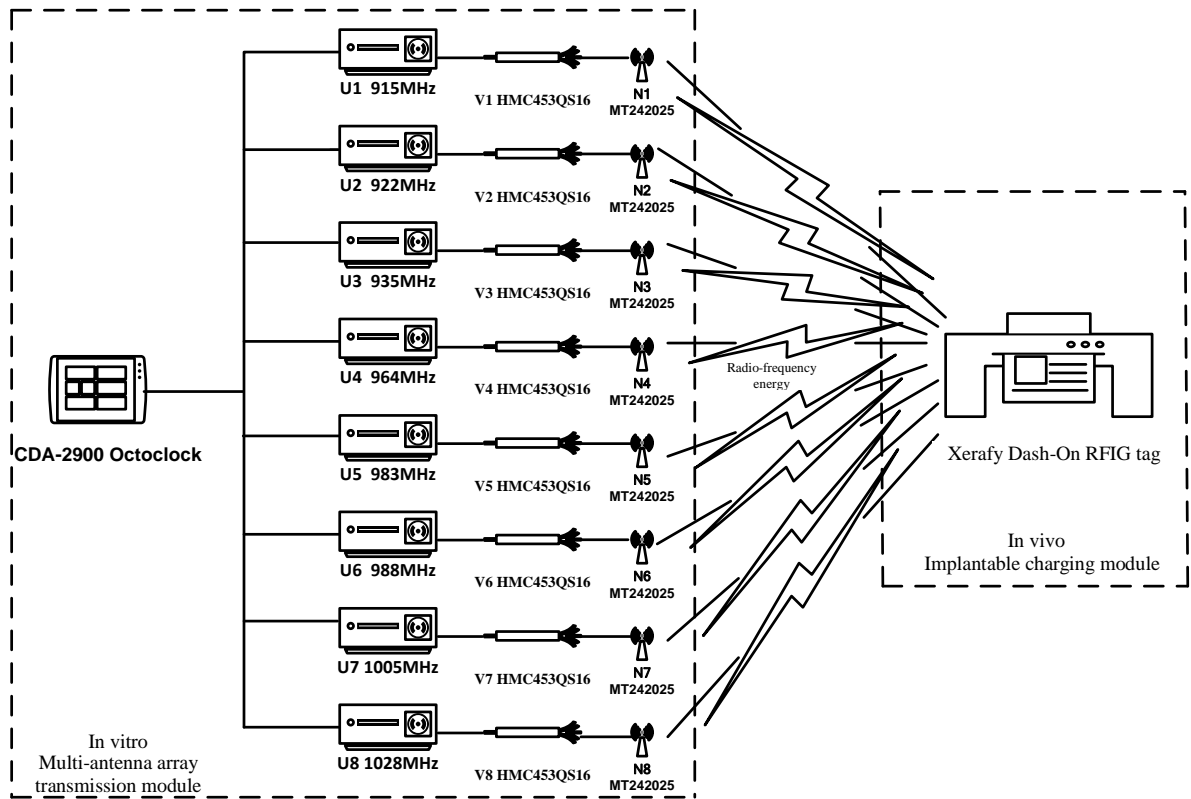 U1 915MHz
V1 HMC453QS16
N1
MT242025
U2 922MHz
V2 HMC453QS16
N2
MT242025
U3 935MHz
V3 HMC453QS16
N3
MT242025
U4 964MHz
V4 HMC453QS16
N4
MT242025
Radio-frequency
energy
CDA-2900 Octoclock
U5 983MHz
V5 HMC453QS16
N5
MT242025
Xerafy Dash-On RFIG tag
U6 988MHz
V6 HMC453QS16
N6
MT242025
In vivo
Implantable charging module
U7 1005MHz
V7 HMC453QS16
N7
MT242025
U8 1028MHz
V8 HMC453QS16
N8
MT242025
In vitro
Multi-antenna array
transmission module